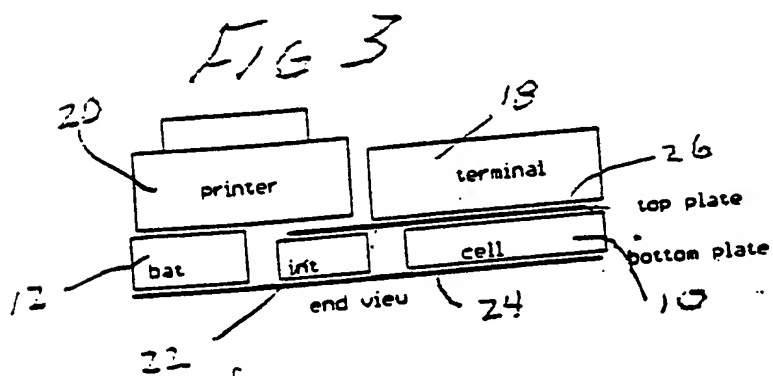 FIG 3
20
18
26
printer
terminal
top plate
bat
int
cell
bottom plate
12
end view
24
10
22